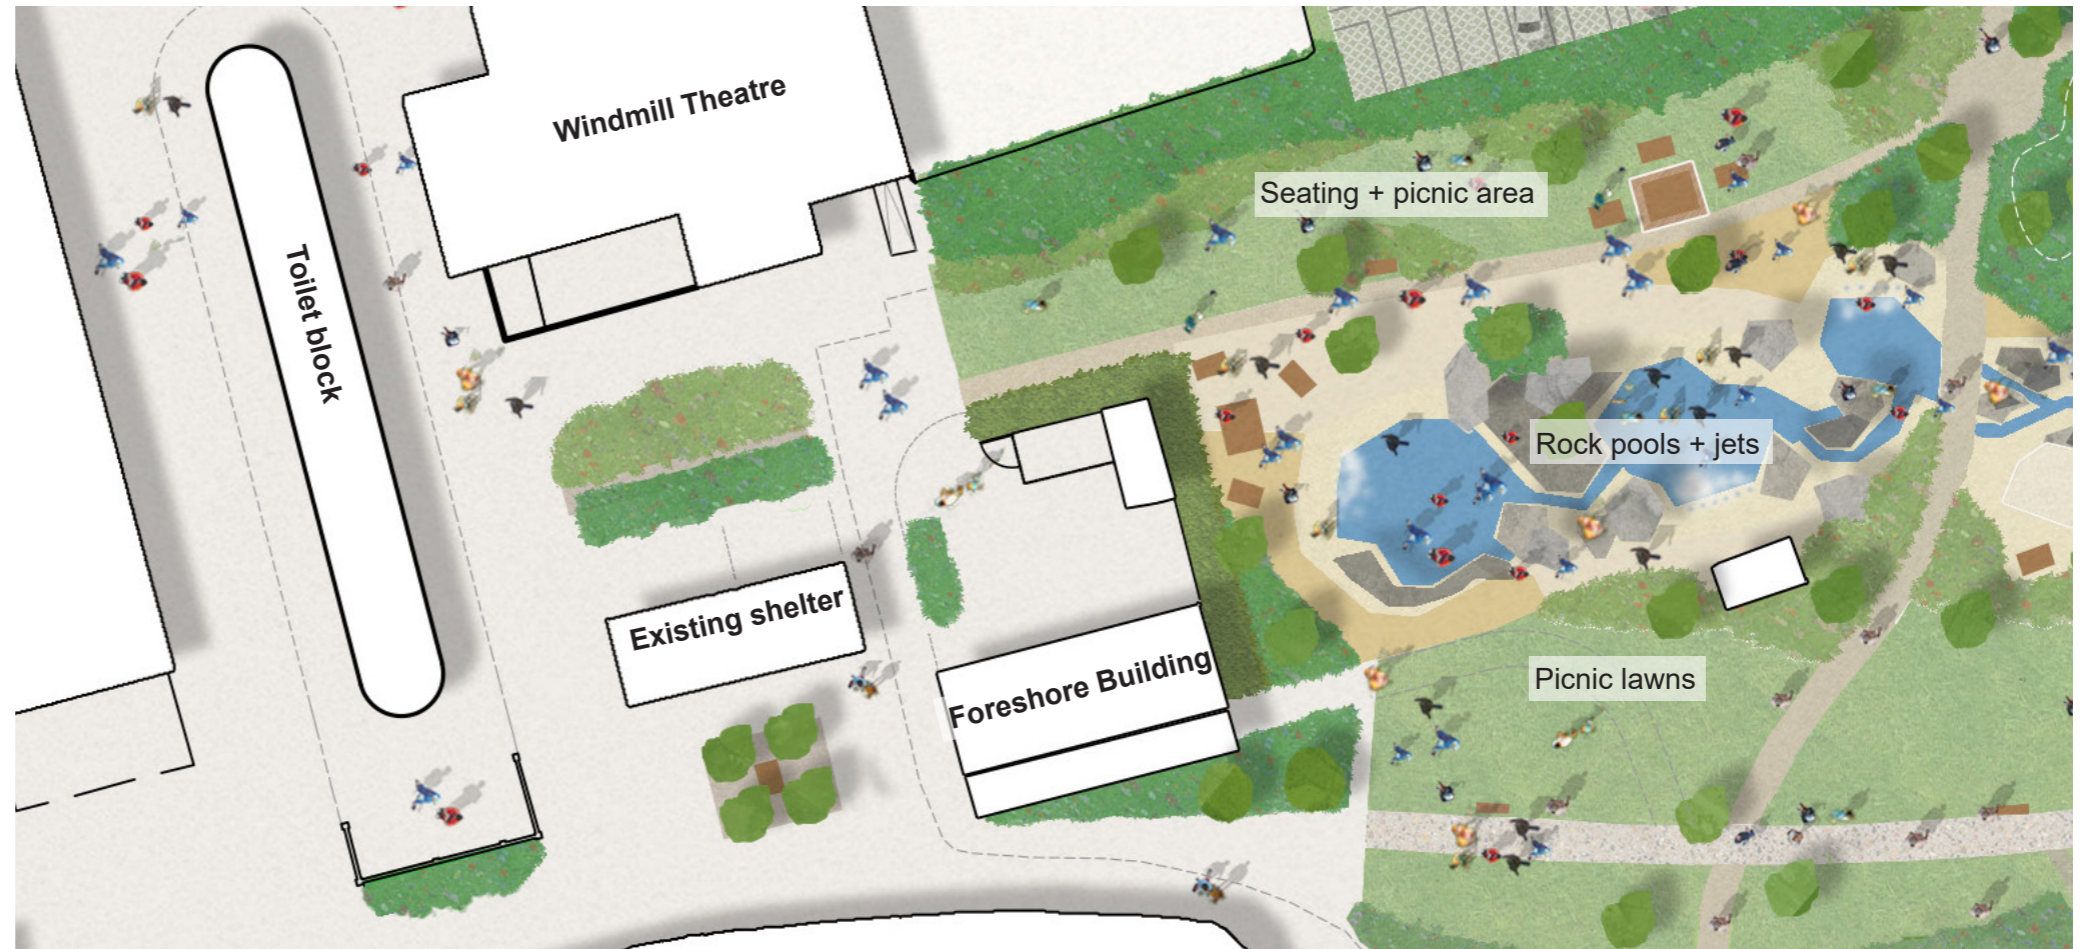 Windmill Theatre
Seating + picnic area
Toilet block
Rock pools + jets
Existing shelter
Foreshore Building
Picnic lawns